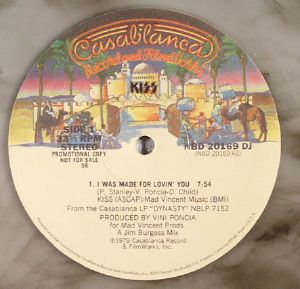 Casablanca
Record and FilmWorks
KISS
SIDE 1
33⅓ RPM
STEREO
PROMOTIONAL COPY
NOT FOR SALE
56
NBD 20169 DJ
(NBD 20169 AS)
1. I WAS MADE FOR LOVIN' YOU 7:54
(P. Stanley-V. Poncia-D. Child)
KISS (ASCAP)/Mad Vincent Music (BMI)
From the Casablanca LP "DYNASTY" NBLP 7152
PRODUCED BY VINI PONCIA
for Mad Vincent Prods.
A Jim Burgess Mix
©1979 Casablanca Record
& FilmWorks, Inc.